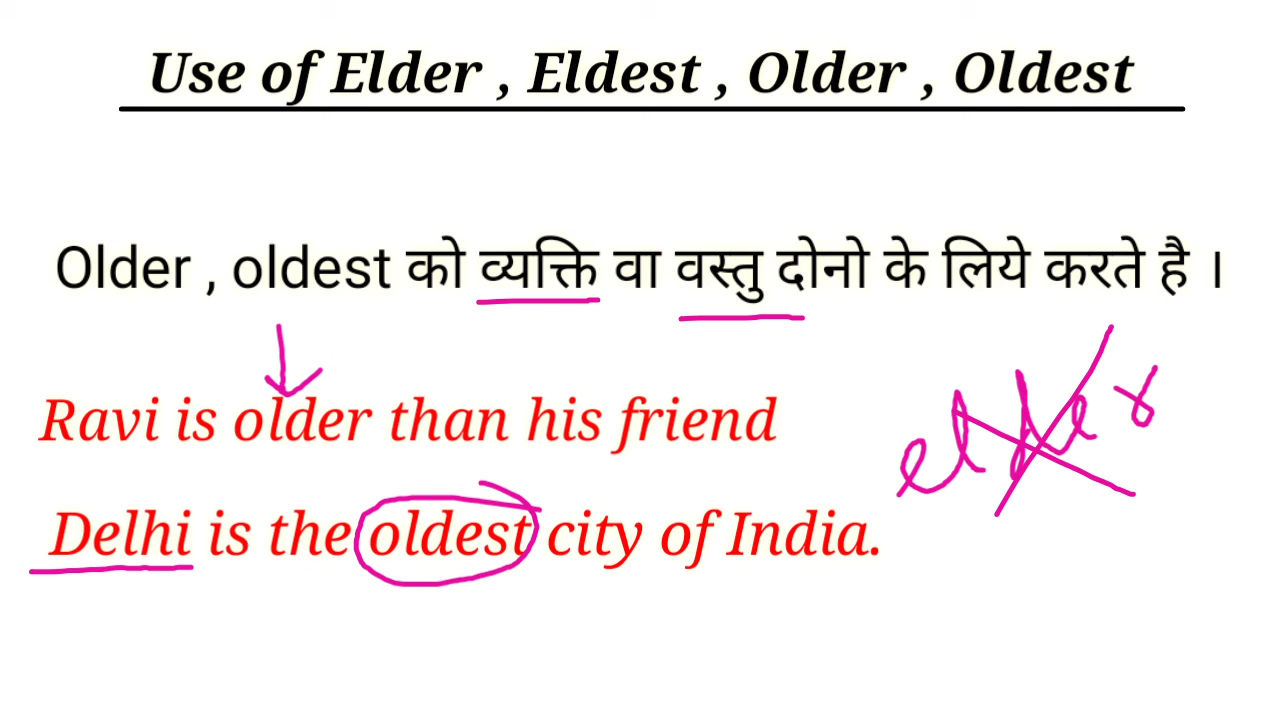 Use of Elder , Eldest , Older , Oldest
Older , oldest को व्यक्ति वा वस्तु दोनो के लिये करते है ।
Ravi is older than his friend
elder
Delhi is the oldest city of India.